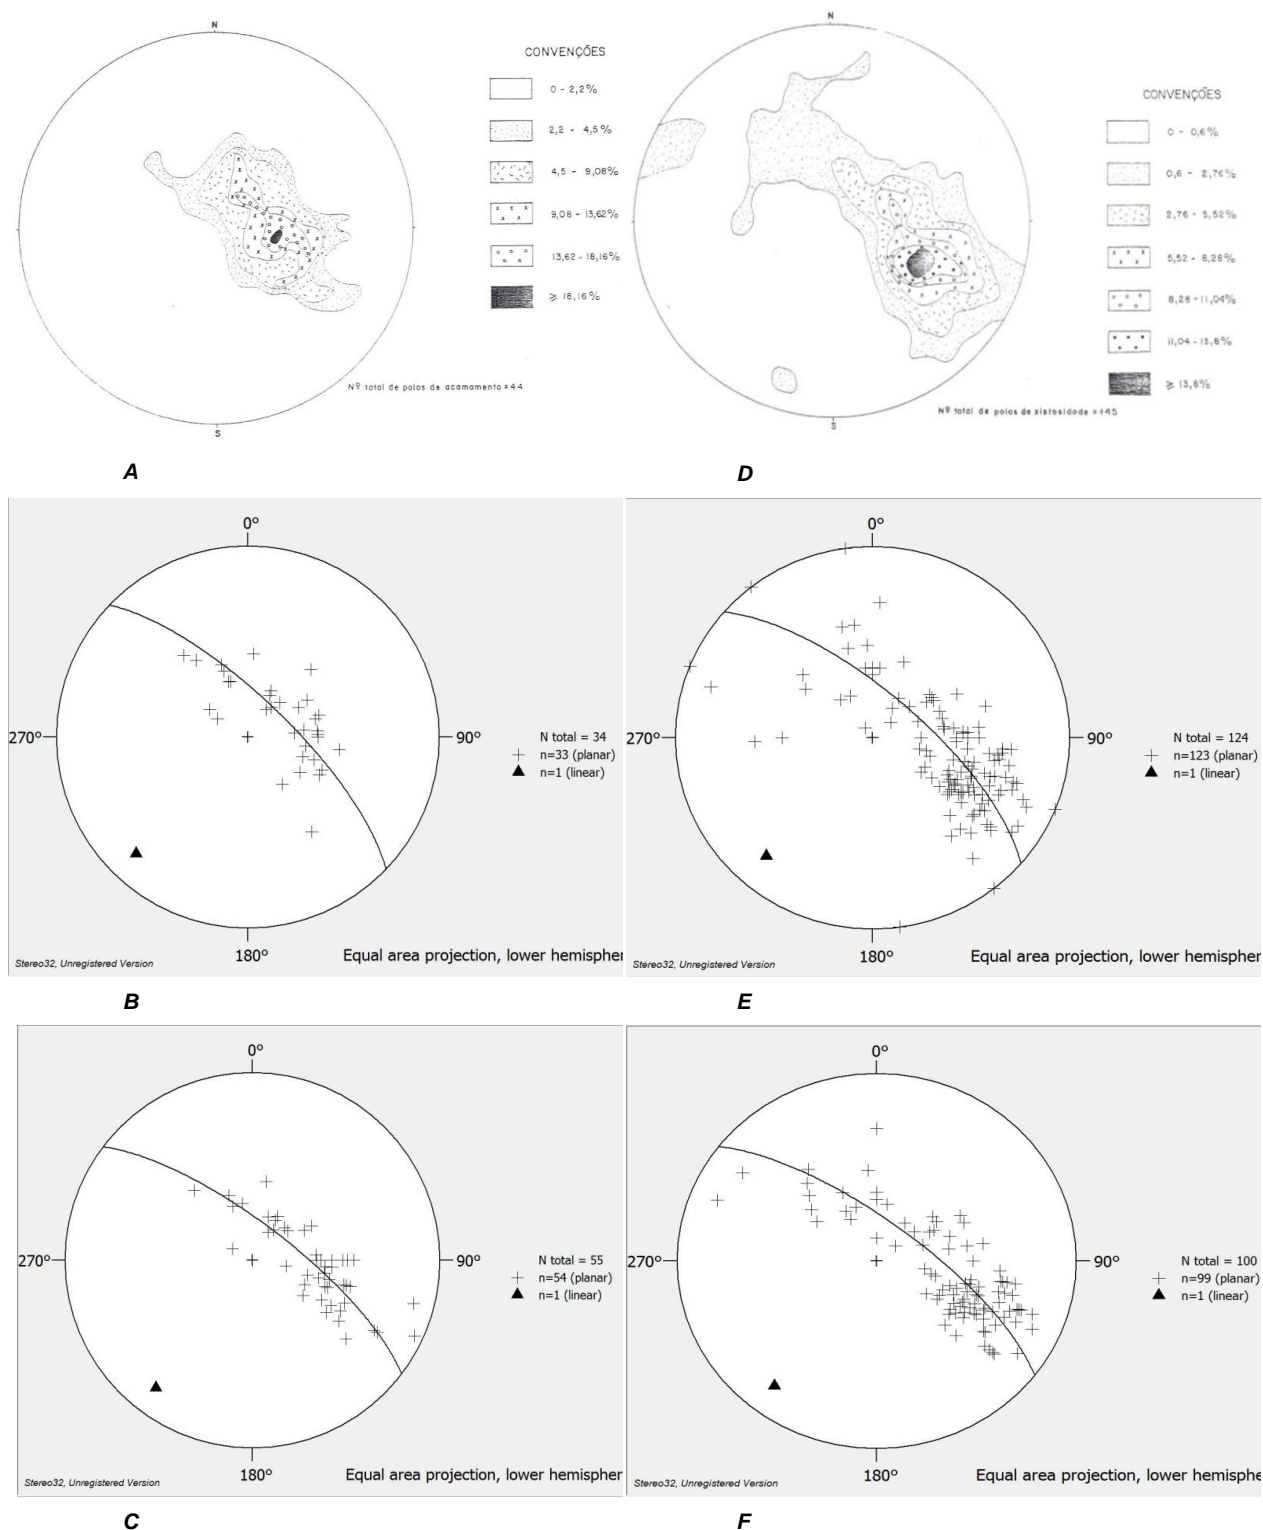 N
CONVENÇÕES
0 - 2,2%
2,2 - 4,5%
4,5 - 9,08%
9,08 - 13,62%
13,62 - 18,16%
≥ 18,16%
Nº total de polos de acamamento = 44
S
A
N
CONVENÇÕES
0 - 0,6%
0,6 - 2,76%
2,76 - 5,52%
5,52 - 8,28%
8,28 - 11,04%
11,04 - 13,8%
≥ 13,8%
Nº total de polos de xistosidade = 145
S
D
0º
270º
90º
N total = 34
n=33 (planar)
n=1 (linear)
180º
Equal area projection, lower hemispher
Stereo32, Unregistered Version
B
0º
270º
90º
N total = 124
n=123 (planar)
n=1 (linear)
180º
Equal area projection, lower hemisphe
Stereo32, Unregistered Version
E
0º
270º
90º
N total = 55
n=54 (planar)
n=1 (linear)
180º
Equal area projection, lower hemispher
Stereo32, Unregistered Version
C
0º
270º
90º
N total = 100
n=99 (planar)
n=1 (linear)
180º
Equal area projection, lower hemisphe
Stereo32, Unregistered Version
F